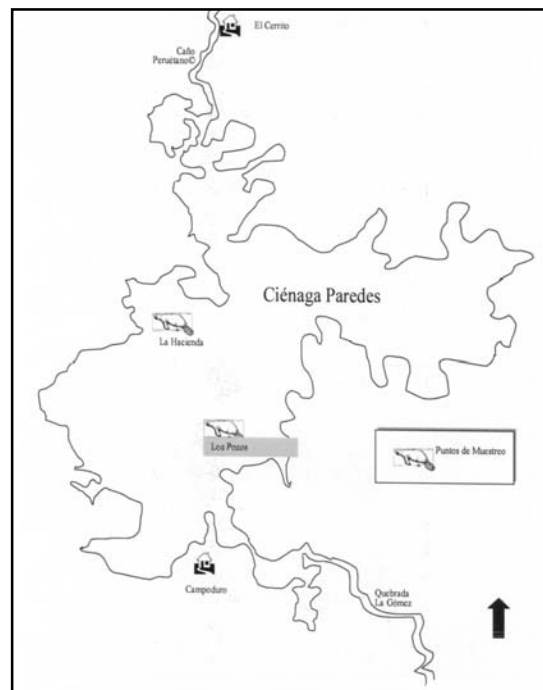 El Cerrito
Caño
Peruétano©
Ciénaga Paredes
La Hacienda
Los Pozos
Puntos de Muestreo
Campoduro
Quebrada
La Gómez